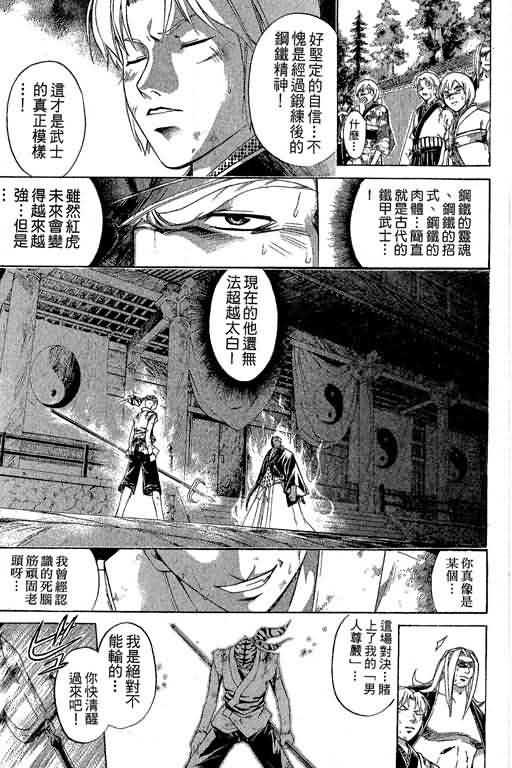 什麼…
好堅定的自信…不
愧是經過鍛練後的
鋼鐵精神！
這才是武士
的真正模樣
…！
鋼鐵的靈魂
、鋼鐵的招
式、鋼鐵的
肉體…簡直
就是古代的
鐵甲武士…
！
雖然紅虎
未來會變
得越來越
強…但是
…
現在的他還無
法超越太白！
你真像是
某個…
我曾經認
識的死腦
筋頑固老
頭呀…
這場對決…賭
上了我的「男
人尊嚴」…
我是絕對不
能輸的…
你快清醒
過來吧！